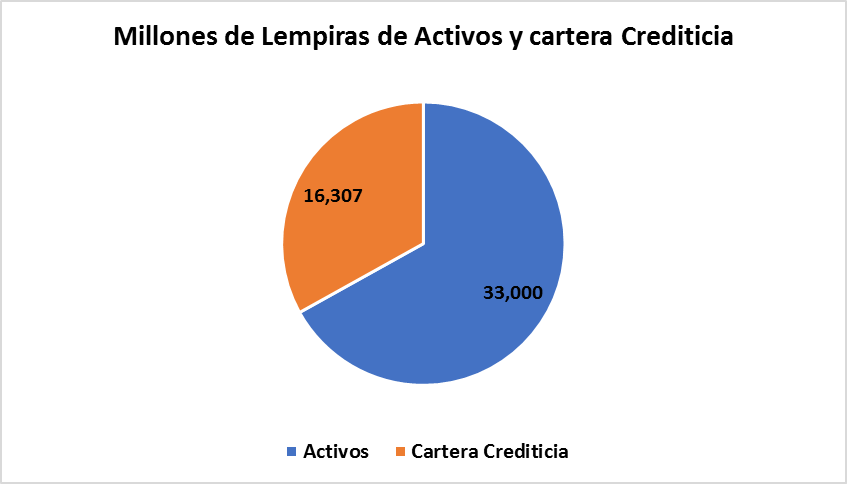 Millones de Lempiras de Activos y cartera Crediticia
16,307
33,000
Activos
Cartera Crediticia